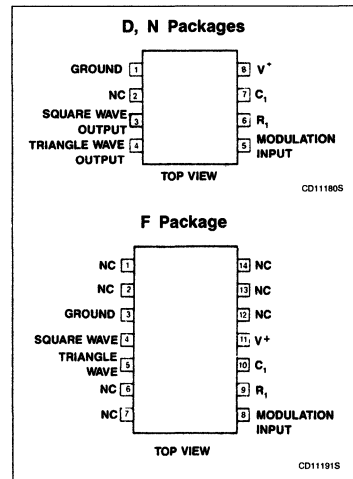 D, N Packages
GROUND 1
8 V+
NC 2
7 C1
SQUARE WAVE OUTPUT 3
6 R1
TRIANGLE WAVE OUTPUT 4
5 MODULATION INPUT
TOP VIEW
CD11180S
F Package
NC 1
14 NC
NC 2
13 NC
GROUND 3
12 NC
SQUARE WAVE 4
11 V+
TRIANGLE WAVE 5
10 C1
NC 6
9 R1
NC 7
8 MODULATION INPUT
TOP VIEW
CD11191S